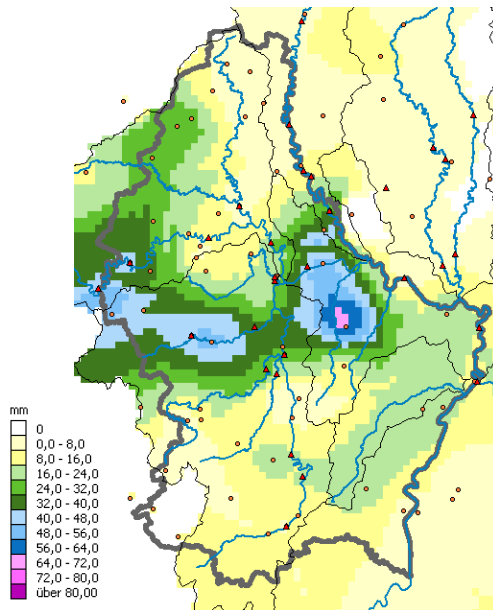 mm
0
0,0 - 8,0
8,0 - 16,0
16,0 - 24,0
24,0 - 32,0
32,0 - 40,0
40,0 - 48,0
48,0 - 56,0
56,0 - 64,0
64,0 - 72,0
72,0 - 80,0
über 80,00